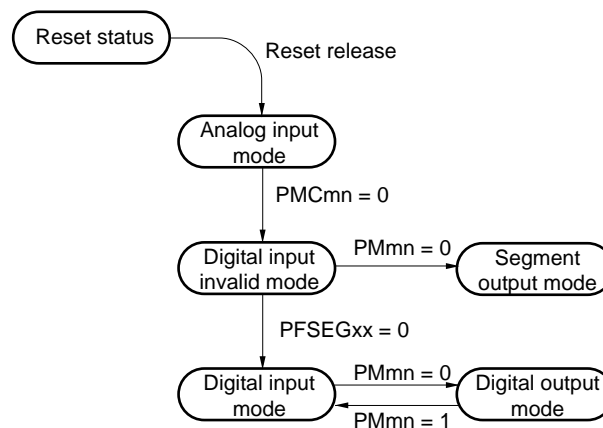 Reset status
Reset release
Analog input
mode
PMCmn = 0
Digital input
invalid mode
PMmn = 0
Segment
output mode
PFSEGxx = 0
Digital input
mode
PMmn = 0
PMmn = 1
Digital output
mode